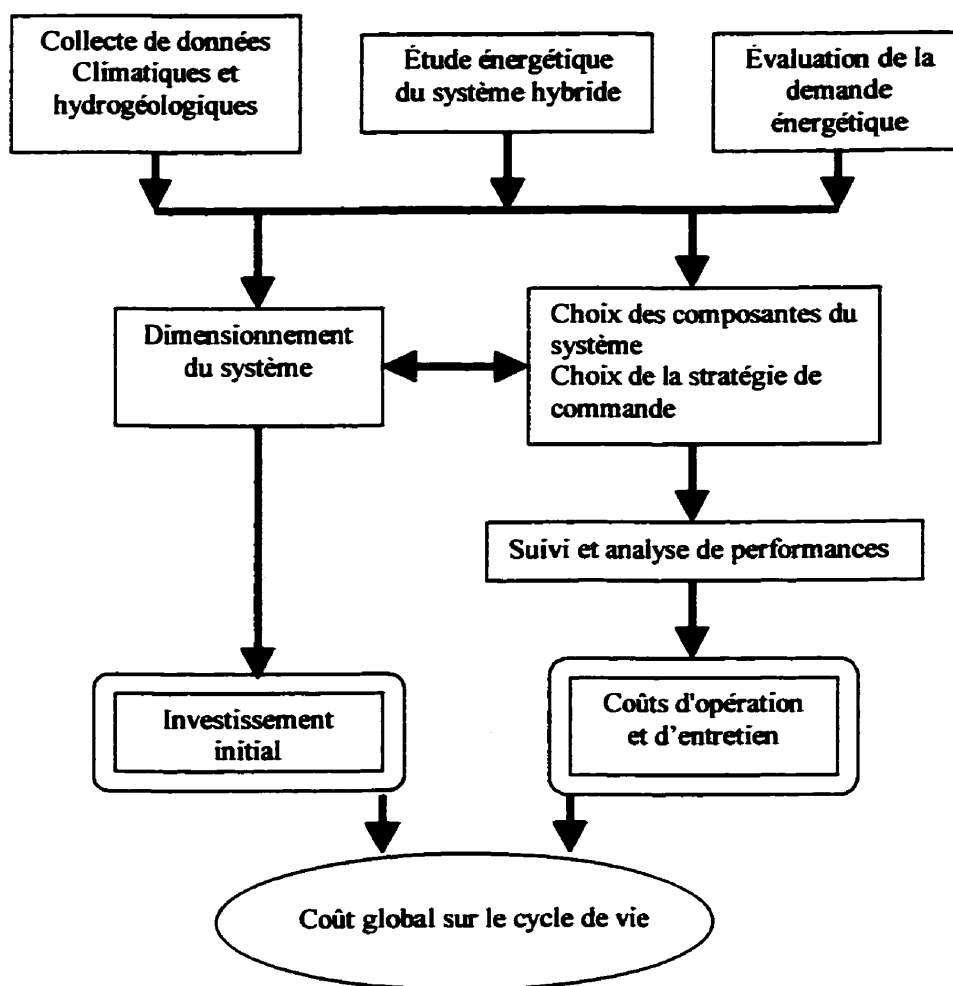 Collecte de données
Climatiques et
hydrogéologiques
Étude énergétique
du système hybride
Évaluation de la
demande
énergétique
Dimensionnement
du système
Choix des composantes du
système
Choix de la stratégie de
commande
Suivi et analyse de performances
Investissement
initial
Coûts d'opération
et d'entretien
Coût global sur le cycle de vie